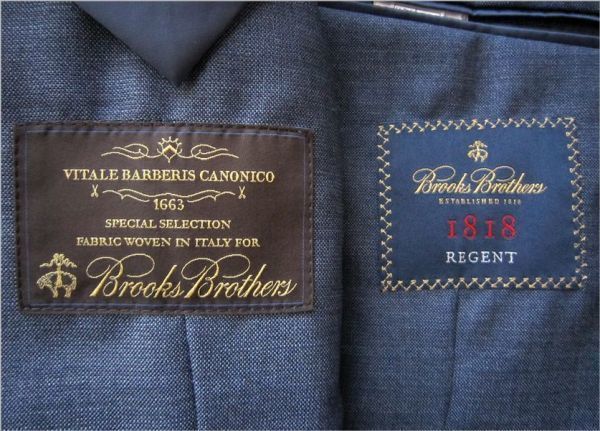 VITALE BARBERIS CANONICO
1663
SPECIAL SELECTION
FABRIC WOVEN IN ITALY FOR
Brooks Brothers
Brooks Brothers
ESTABLISHED 1818
1818
REGENT